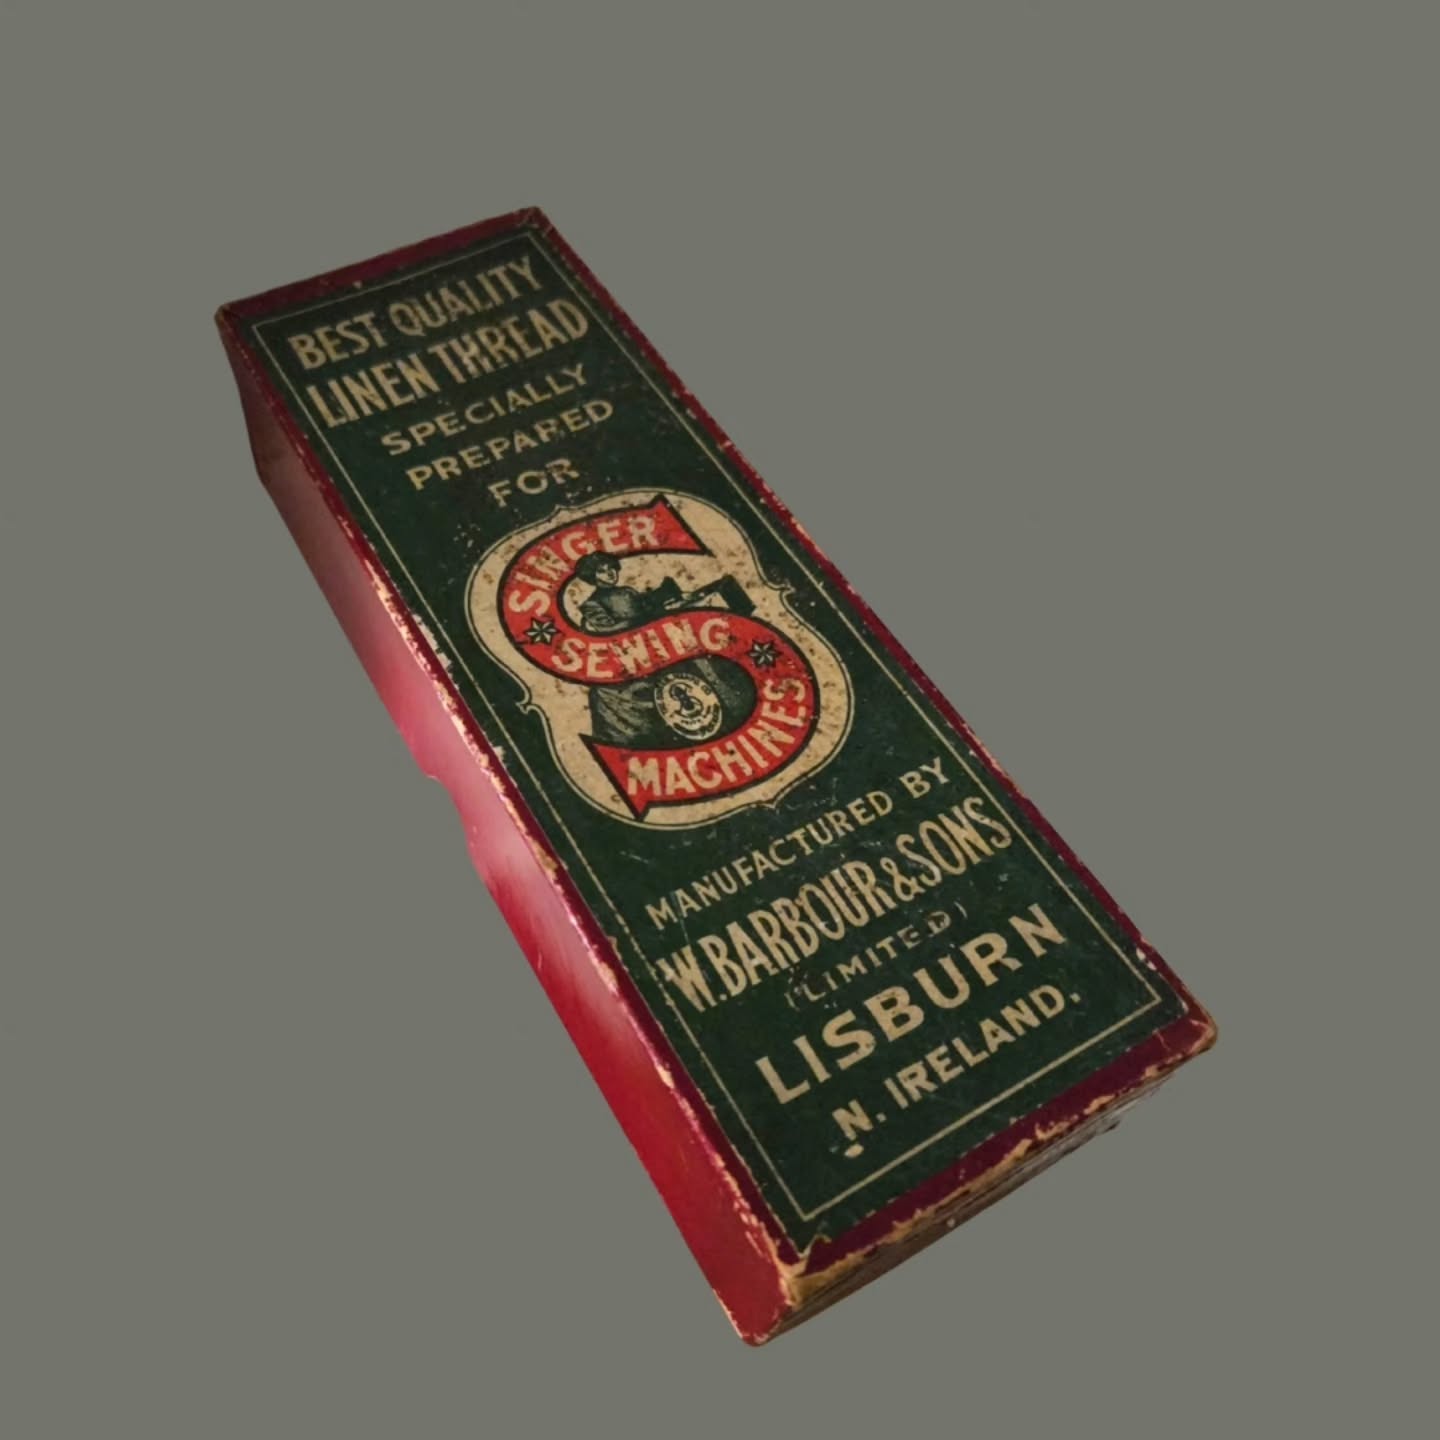 BEST QUALITY
LINEN THREAD
SPECIALLY
PREPARED
FOR
SINGER
SEWING
MACHINES
MANUFACTURED BY
W. BARBOUR & SONS
(LIMITED)
LISBURN
N. IRELAND.